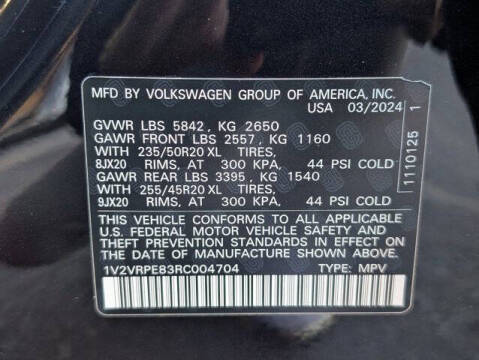 MFD BY VOLKSWAGEN GROUP OF AMERICA, INC.
USA 03/2024
GVWR LBS 5842, KG 2650
GAWR FRONT LBS 2557, KG 1160
WITH 235/50R20 XL TIRES,
8JX20 RIMS, AT 300 KPA, 44 PSI COLD
GAWR REAR LBS 3395, KG 1540
WITH 255/45R20 XL TIRES,
9JX20 RIMS, AT 300 KPA, 44 PSI COLD
THIS VEHICLE CONFORMS TO ALL APPLICABLE
U.S. FEDERAL MOTOR VEHICLE SAFETY AND
THEFT PREVENTION STANDARDS IN EFFECT ON
THE DATE OF MANUFACTURE SHOWN ABOVE.
1V2VRPE83RC004704 TYPE: MPV
1110125 1